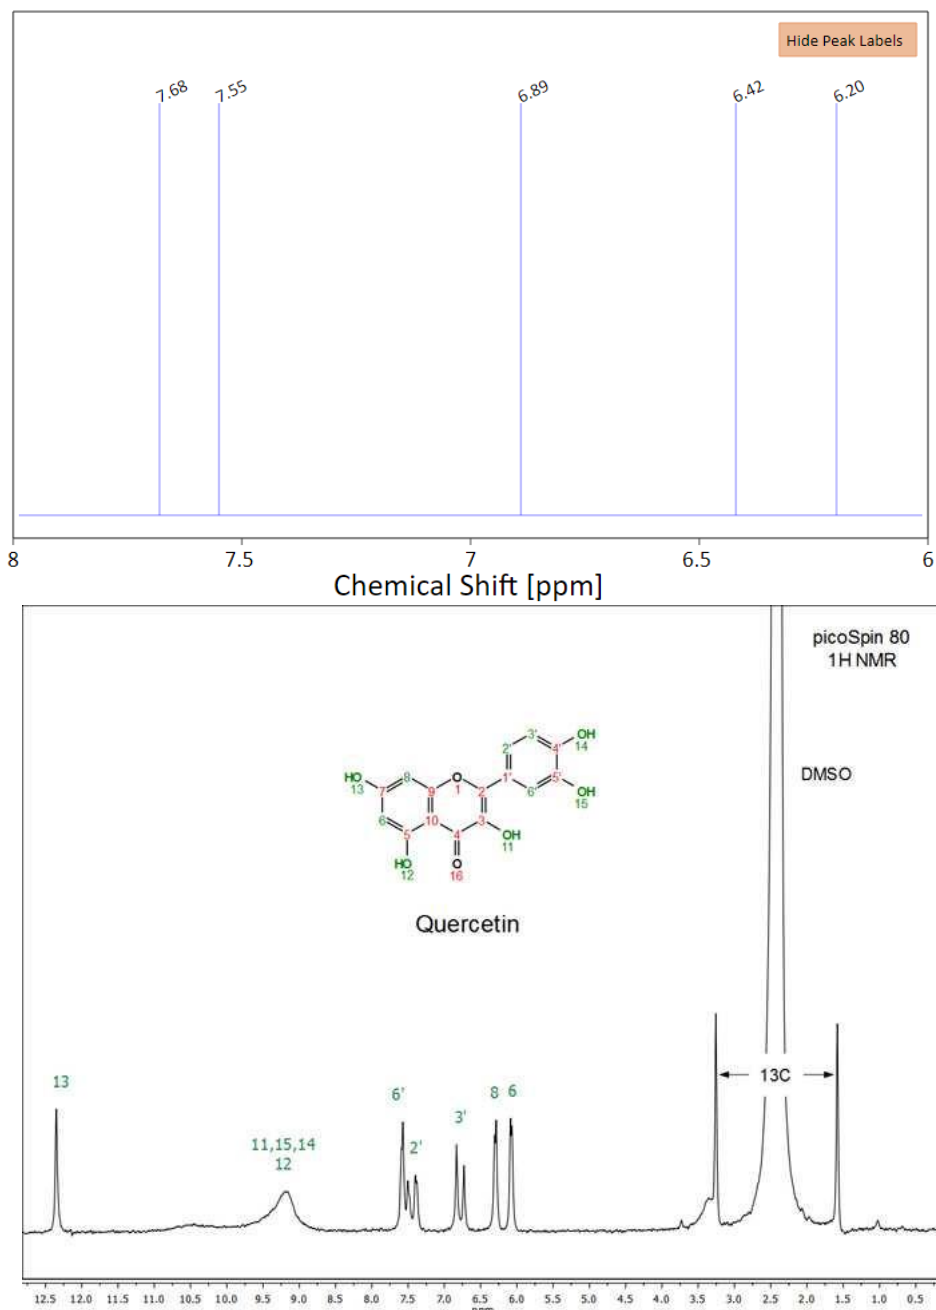 Hide Peak Labels
7.68 7.55 6.89 6.42 6.20
8 7.5 7 6.5 6
Chemical Shift [ppm]
picoSpin 80
1H NMR
DMSO
2' 3' 4' OH
14
HO 13 7 8 9 O 1 2 1' 6' 5' OH
15
6 5 10 4 3 OH
11
HO
12
O
16
Quercetin
13
6'
2'
3'
8 6
13C
11,15,14
12
12.5 12.0 11.5 11.0 10.5 10.0 9.5 9.0 8.5 8.0 7.5 7.0 6.5 6.0 5.5 5.0 4.5 4.0 3.5 3.0 2.5 2.0 1.5 1.0 0.5
ppm